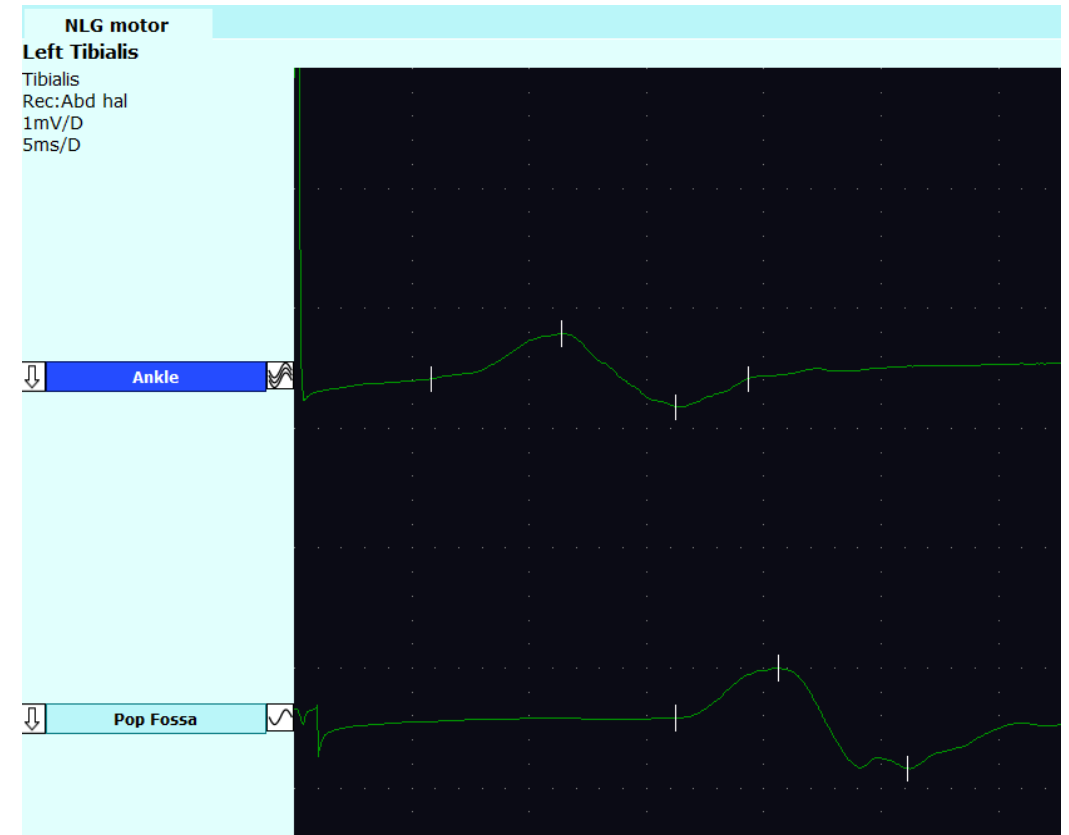 NLG motor
Left Tibialis
Tibialis
Rec:Abd hal
1mV/D
5ms/D
Ankle
Pop Fossa